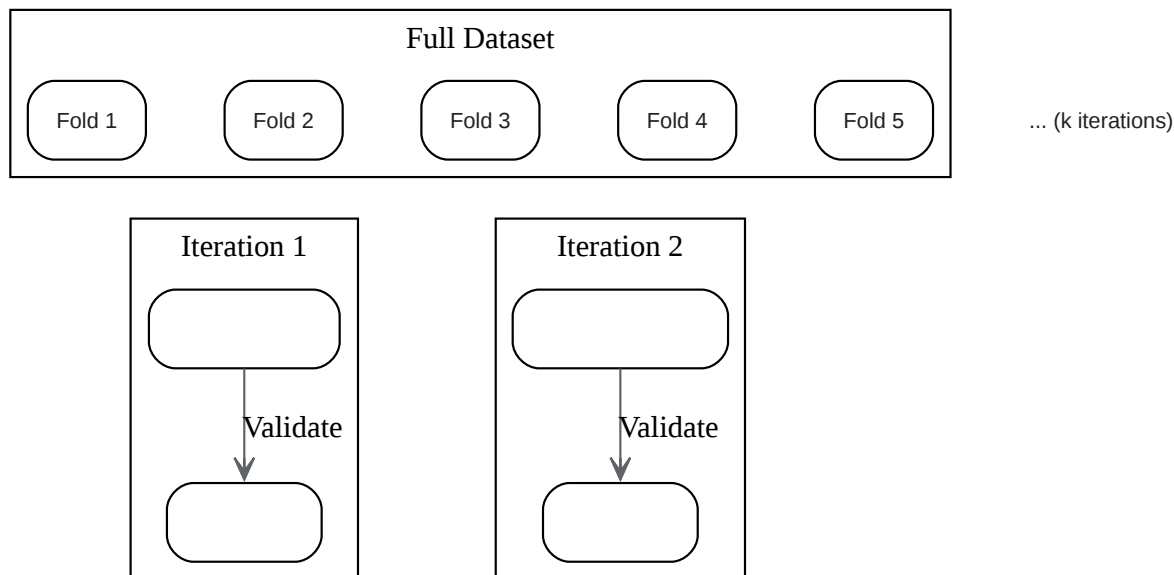 Full Dataset
Fold 1 Fold 2 Fold 3 Fold 4 Fold 5 ... (k iterations)
Iteration 1 Iteration 2
Validate Validate